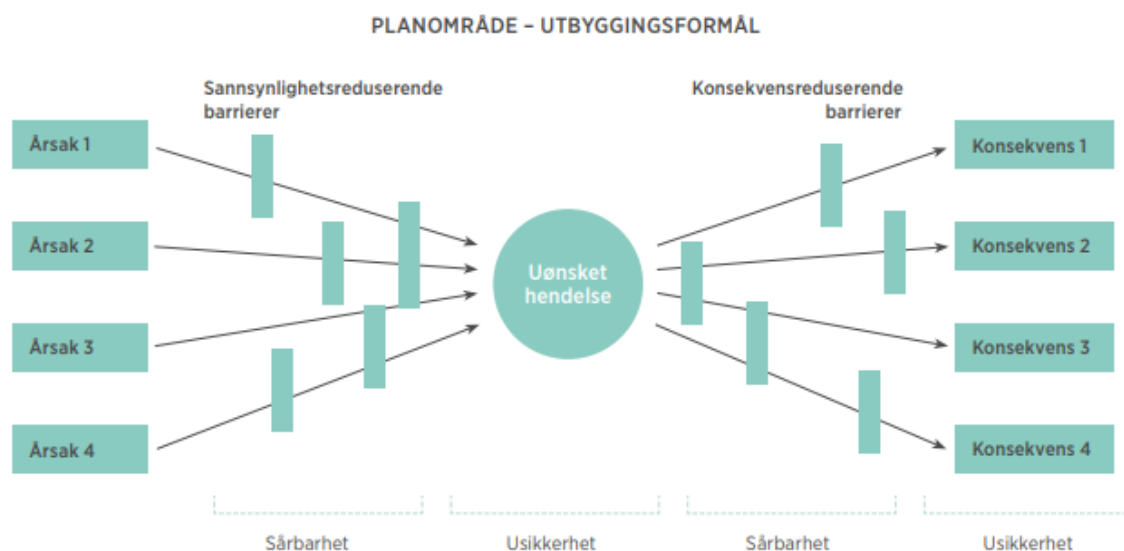 PLANOMRÅDE – UTBYGGINGSFORMÅL
Sannsynlighetsreduserende
barrierer
Konsekvensreduserende
barrierer
Årsak 1
Årsak 2
Årsak 3
Årsak 4
Uønsket
hendelse
Konsekvens 1
Konsekvens 2
Konsekvens 3
Konsekvens 4
Sårbarhet
Usikkerhet
Sårbarhet
Usikkerhet